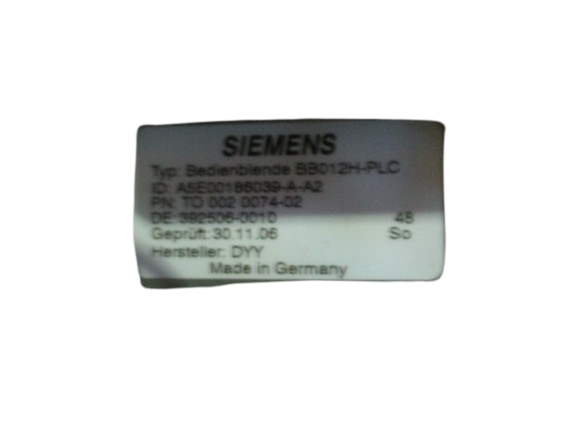 SIEMENS
Typ: Bedienblende BB012H-PLC
ID: A5E00186039-A-A2
PN: TO 002 0074-02
DE 392506-0010 48
Geprüft: 30.11.06 So
Hersteller: DYY
Made in Germany